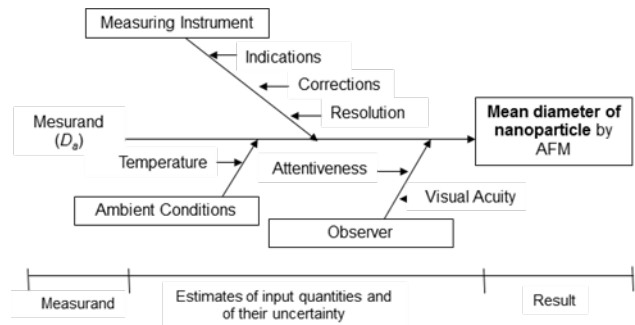 Measuring Instrument
Indications
Corrections
Resolution
Mesurand
(Dₐ)
Mean diameter of
nanoparticle by
AFM
Temperature
Attentiveness
Ambient Conditions
Visual Acuity
Observer
Measurand
Estimates of input quantities and
of their uncertainty
Result